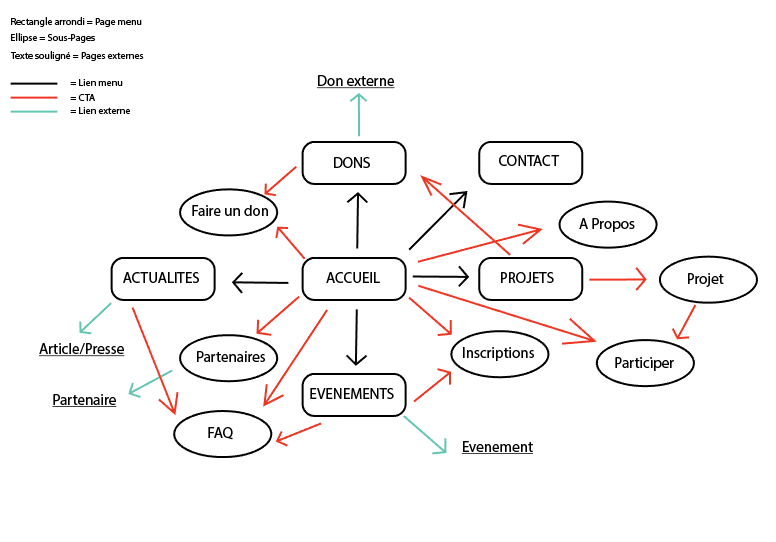 Rectangle arrondi = Page menu
Ellipse = Sous-Pages
Texte souligné = Pages externes
= Lien menu
= CTA
= Lien externe
Don externe
DONS
CONTACT
Faire un don
A Propos
ACTUALITES
ACCUEIL
PROJETS
Projet
Article/Presse
Partenaires
Inscriptions
Participer
Partenaire
EVENEMENTS
FAQ
Evenement